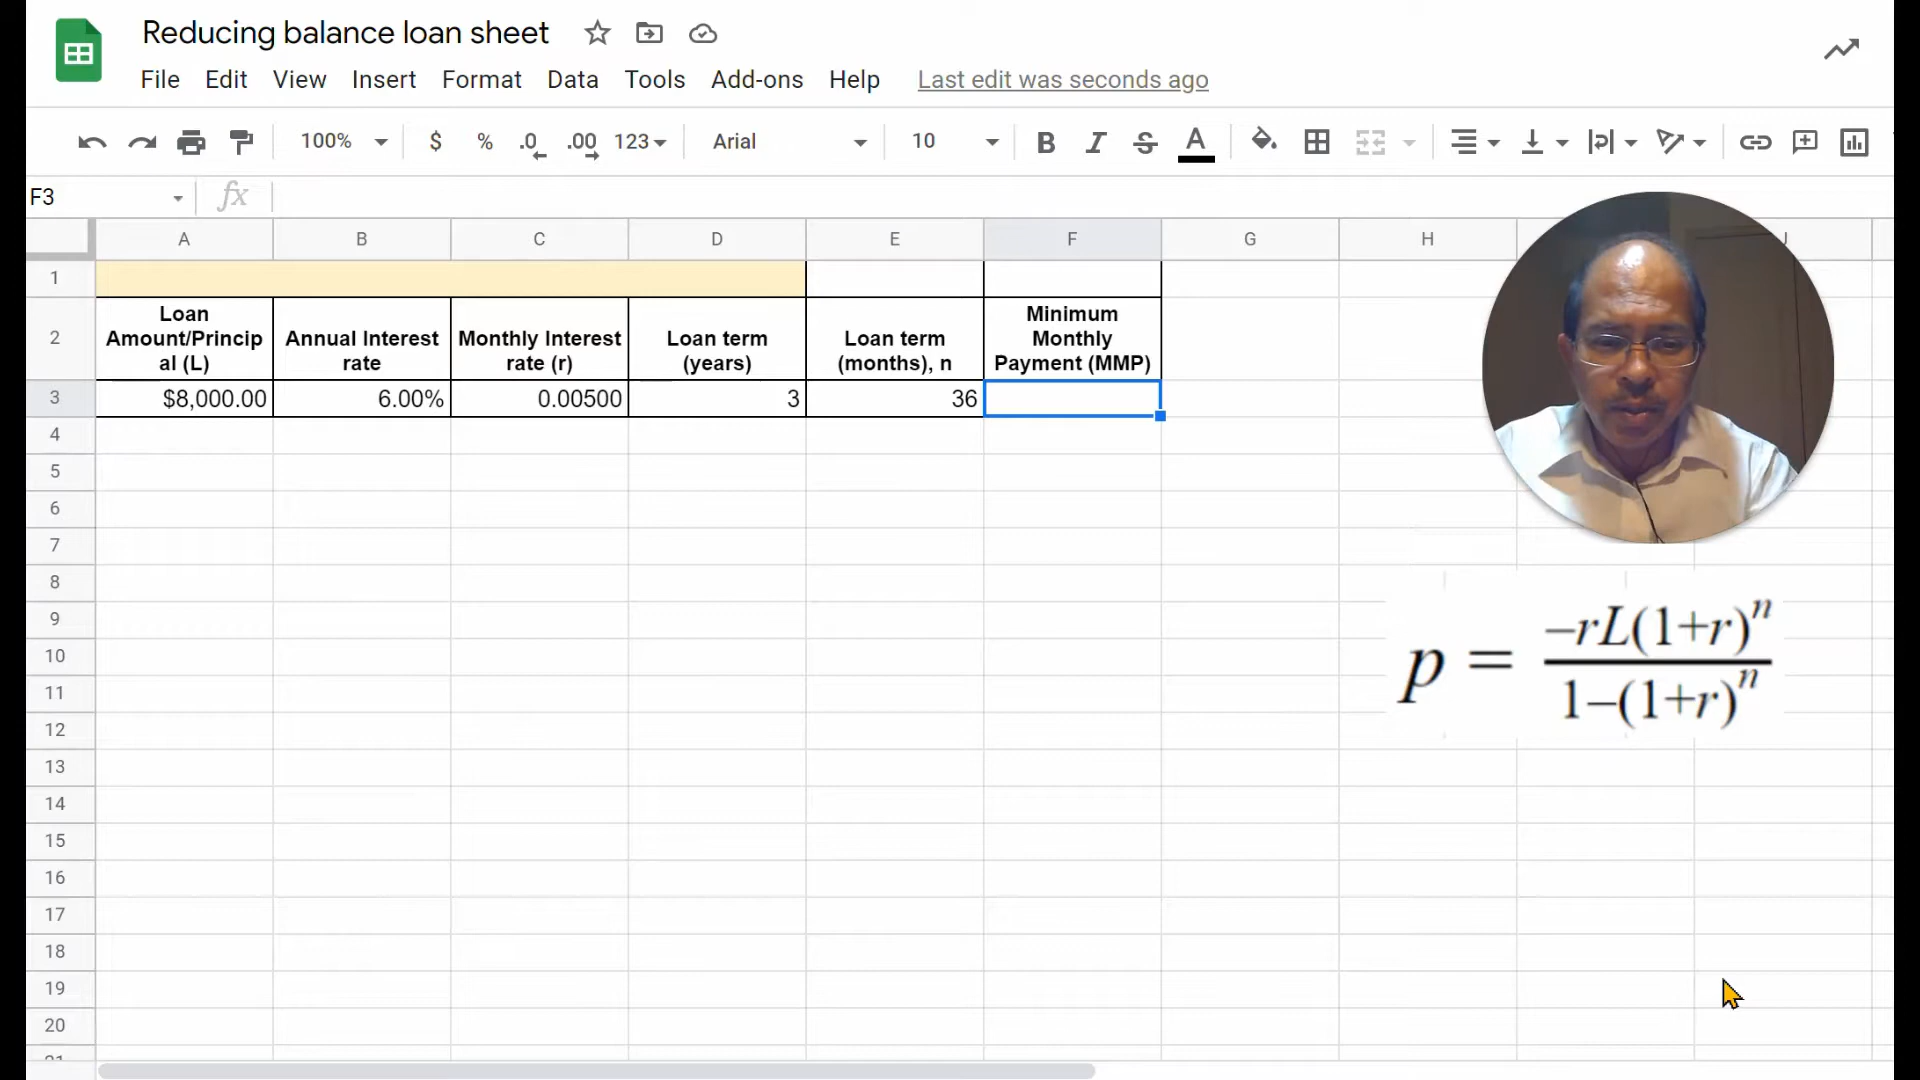 Reducing balance loan sheet
File Edit View Insert Format Data Tools Add-ons Help Last edit was seconds ago
100% $ % .0 .00 123 Arial 10 B I S A
F3 fx
A B C D E F G H J
1
2 Loan Amount/Princip al (L) Annual Interest rate Monthly Interest rate (r) Loan term (years) Loan term (months), n Minimum Monthly Payment (MMP)
3 $8,000.00 6.00% 0.00500 3 36
4
5
6
7
8
9
10
11
12
13
14
15
16
17
18
19
20
21
p = −rL(1+r)^n
1−(1+r)^n